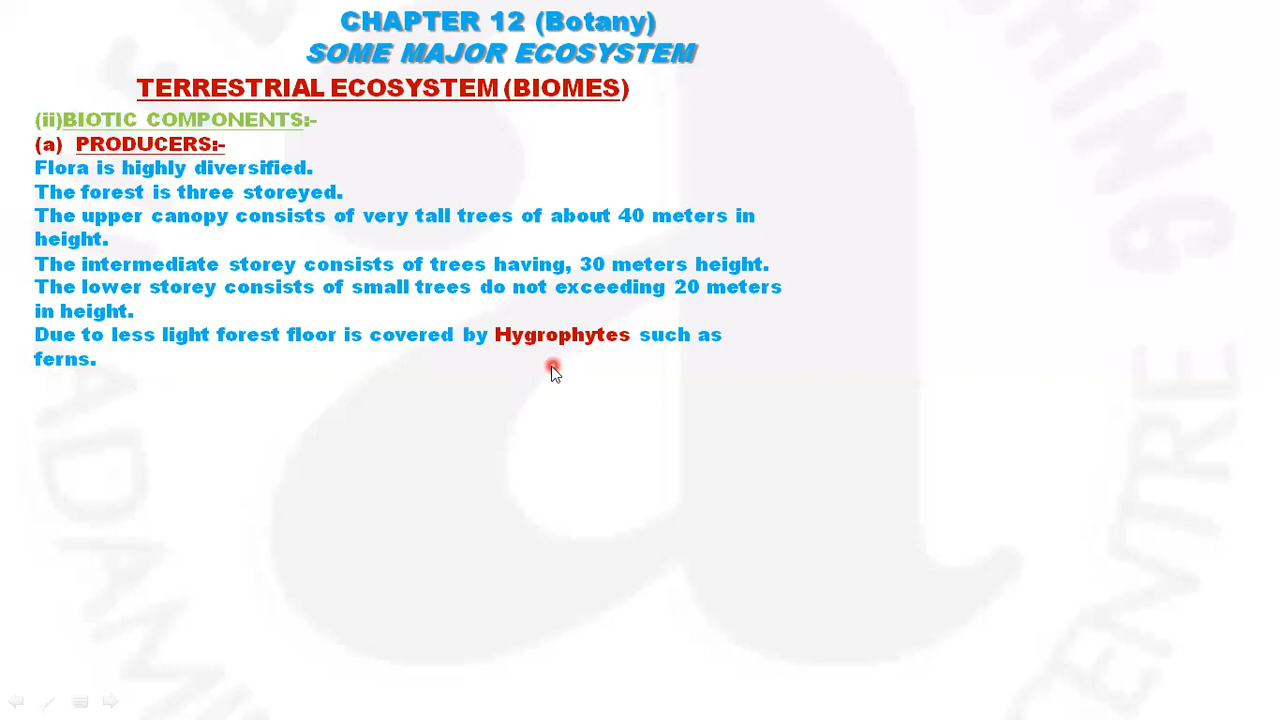 CHAPTER 12 (Botany)
SOME MAJOR ECOSYSTEM
TERRESTRIAL ECOSYSTEM (BIOMES)
(ii)BIOTIC COMPONENTS:-
(a) PRODUCERS:-
Flora is highly diversified.
The forest is three storeyed.
The upper canopy consists of very tall trees of about 40 meters in
height.
The intermediate storey consists of trees having, 30 meters height.
The lower storey consists of small trees do not exceeding 20 meters
in height.
Due to less light forest floor is covered by Hygrophytes such as
ferns.